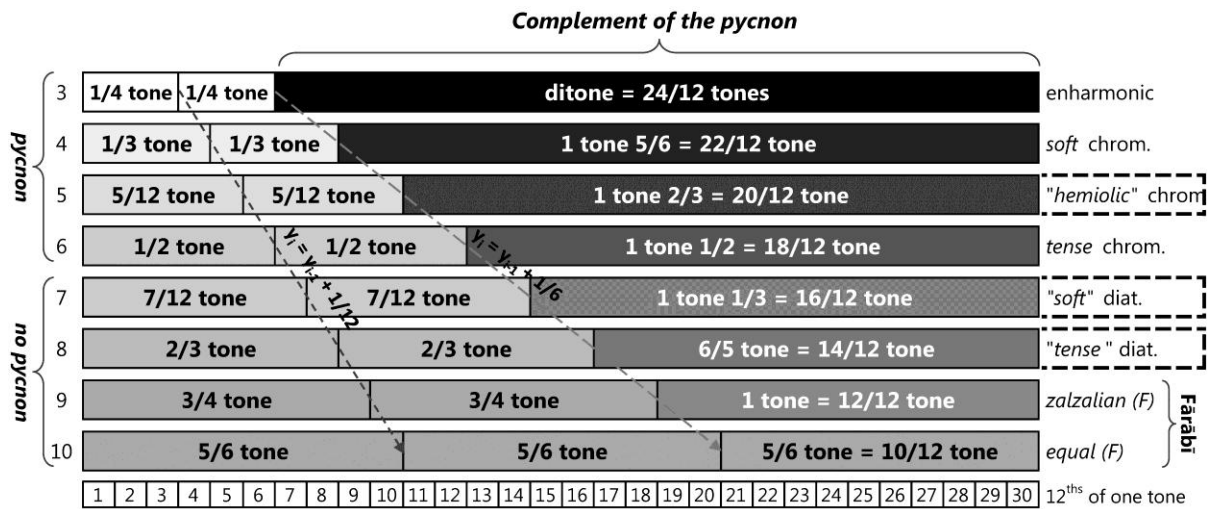 Complement of the pycnon
pycnon
3 1/4 tone 1/4 tone ditone = 24/12 tones enharmonic
4 1/3 tone 1/3 tone 1 tone 5/6 = 22/12 tone soft chrom.
5 5/12 tone 5/12 tone 1 tone 2/3 = 20/12 tone "hemiolic" chrom
6 1/2 tone 1/2 tone 1 tone 1/2 = 18/12 tone tense chrom.
yi = yi-1 + 1/12
yi = yi-1 + 1/6
no pycnon
7 7/12 tone 7/12 tone 1 tone 1/3 = 16/12 tone "soft" diat.
8 2/3 tone 2/3 tone 6/5 tone = 14/12 tone "tense" diat.
9 3/4 tone 3/4 tone 1 tone = 12/12 tone zalzalian (F)
10 5/6 tone 5/6 tone 5/6 tone = 10/12 tone equal (F)
Fārābī
1 2 3 4 5 6 7 8 9 10 11 12 13 14 15 16 17 18 19 20 21 22 23 24 25 26 27 28 29 30 12ths of one tone